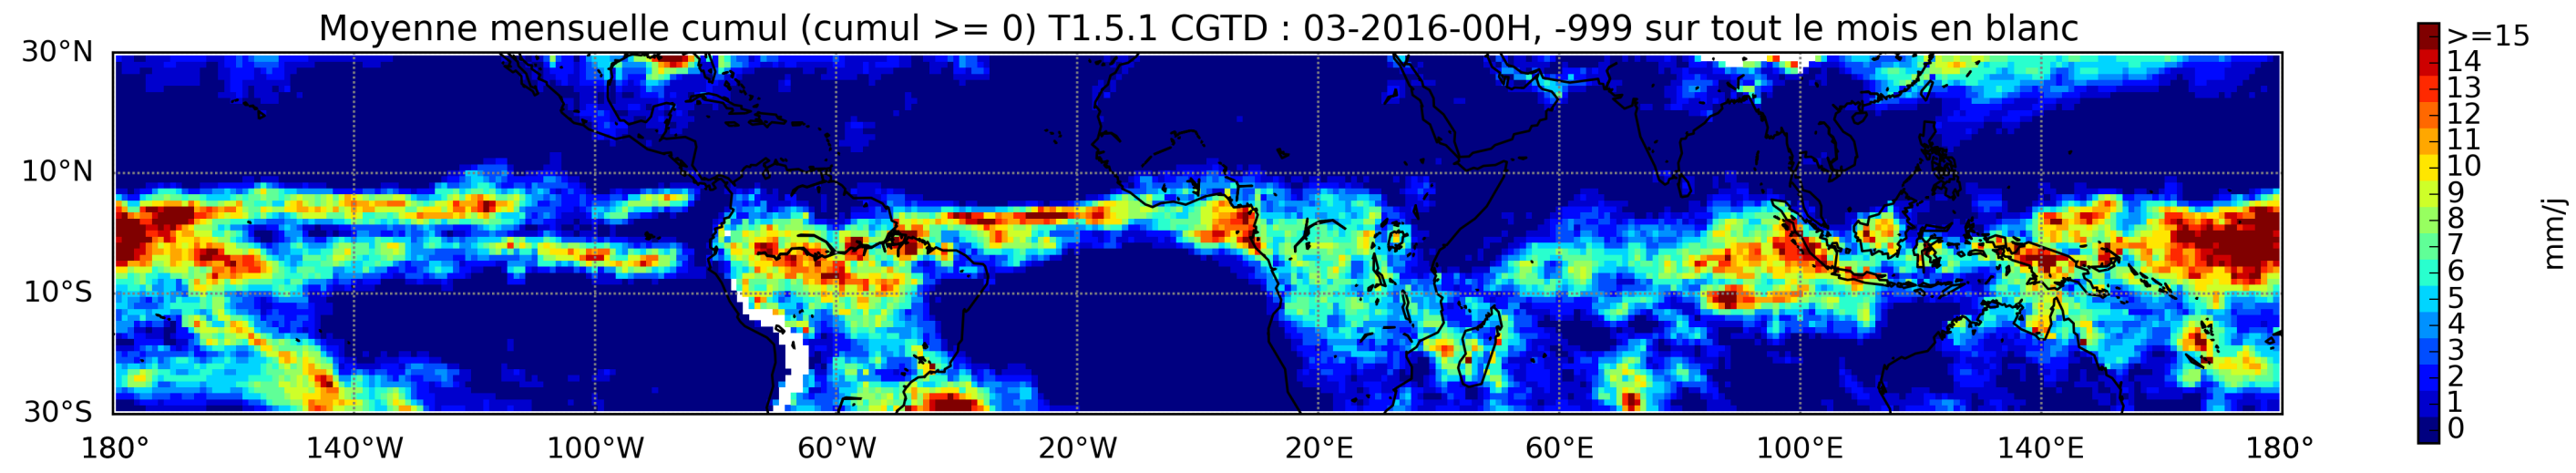 Moyenne mensuelle cumul (cumul >= 0) T1.5.1 CGTD : 03-2016-00H, -999 sur tout le mois en blanc
30°N
10°N
10°S
30°S
180° 140°W 100°W 60°W 20°W 20°E 60°E 100°E 140°E 180°
>=15
14
13
12
11
10
9
8
7
6
5
4
3
2
1
0
mm/j